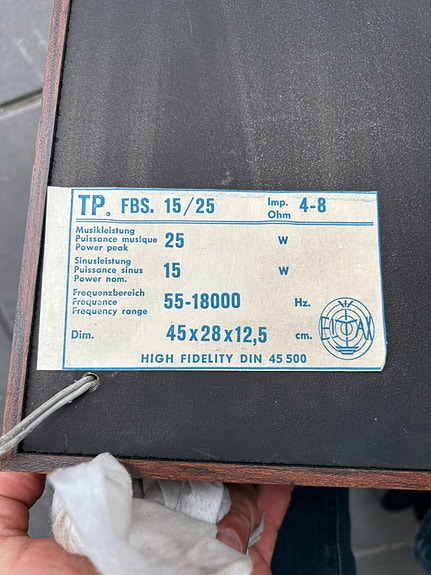 TP. FBS. 15/25 Imp. Ohm 4-8
Musikleistung
Puissance musique 25 W
Power peak
Sinusleistung
Puissance sinus 15 W
Power nom.
Frequenzbereich
Frequence 55-18000 Hz.
Frequency range
Dim. 45x28x12,5 cm.
ELTAX
HIGH FIDELITY DIN 45 500